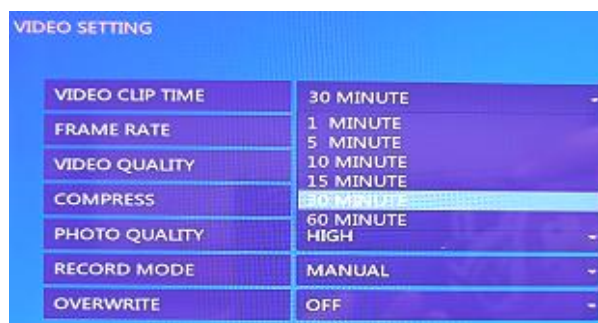 VIDEO SETTING
VIDEO CLIP TIME 30 MINUTE
FRAME RATE 1 MINUTE
5 MINUTE
VIDEO QUALITY 10 MINUTE
15 MINUTE
COMPRESS 30 MINUTE
60 MINUTE
PHOTO QUALITY HIGH
RECORD MODE MANUAL
OVERWRITE OFF